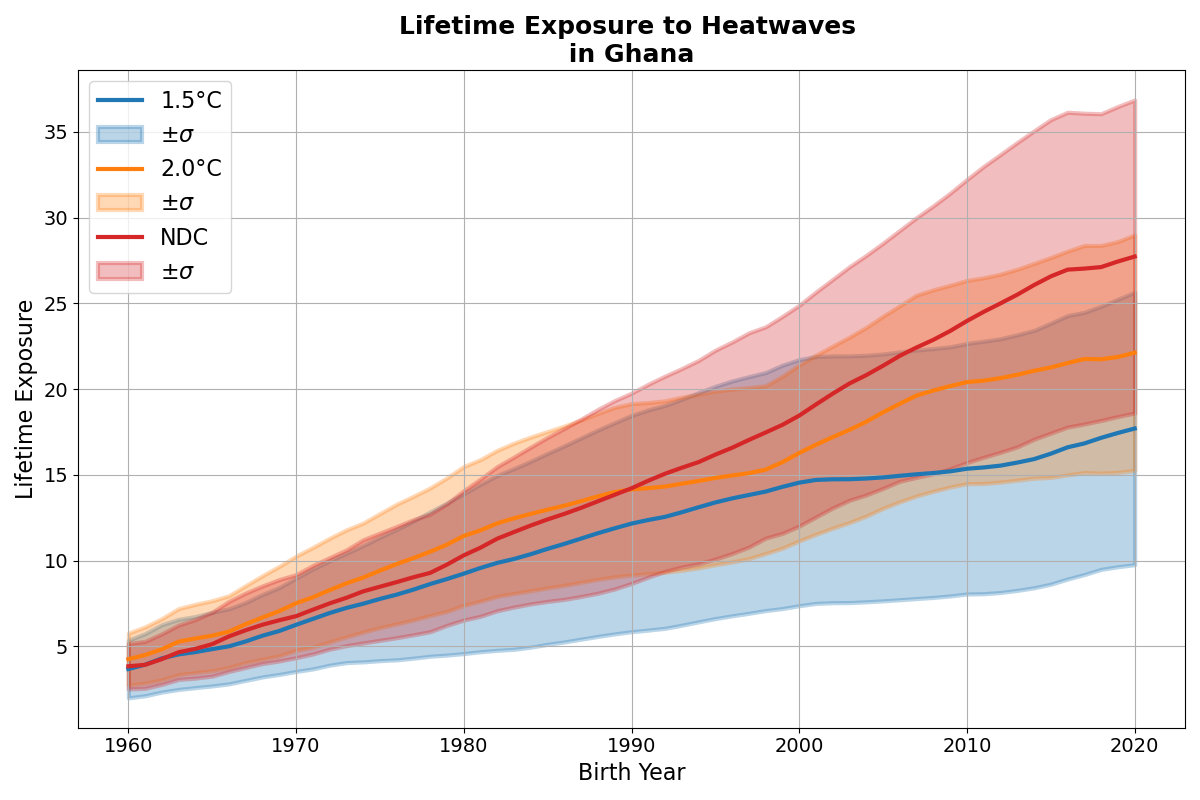 Lifetime Exposure to Heatwaves
in Ghana
1.5°C
±σ
2.0°C
±σ
NDC
±σ
Lifetime Exposure
35
30
25
20
15
10
5
1960 1970 1980 1990 2000 2010 2020
Birth Year